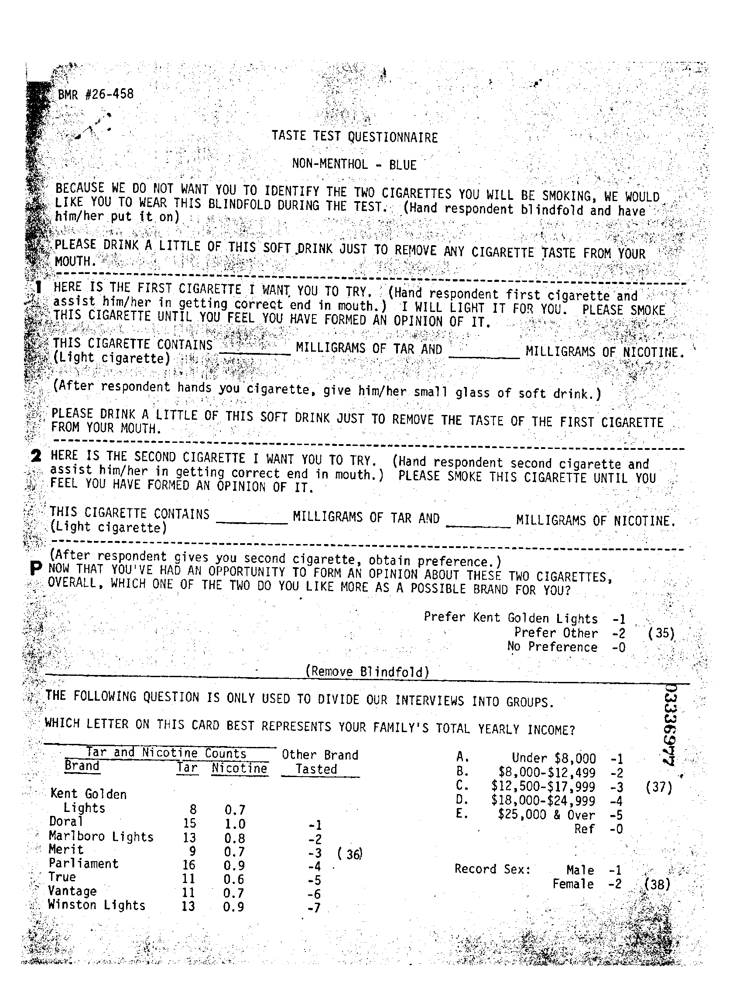 BMR #26-458
TASTE TEST QUESTIONNAIRE
NON-MENTHOL - BLUE
BECAUSE WE DO NOT WANT YOU TO IDENTIFY THE TWO CIGARETTES YOU WILL BE SMOKING, WE WOULD
LIKE YOU TO WEAR THIS BLINDFOLD DURING THE TEST. (Hand respondent blindfold and have
him/her put it on)
PLEASE DRINK A LITTLE OF THIS SOFT DRINK JUST TO REMOVE ANY CIGARETTE TASTE FROM YOUR
MOUTH.
1 HERE IS THE FIRST CIGARETTE I WANT YOU TO TRY. (Hand respondent first cigarette and
assist him/her in getting correct end in mouth.) I WILL LIGHT IT FOR YOU. PLEASE SMOKE
THIS CIGARETTE UNTIL YOU FEEL YOU HAVE FORMED AN OPINION OF IT.
THIS CIGARETTE CONTAINS ________ MILLIGRAMS OF TAR AND ________ MILLIGRAMS OF NICOTINE.
(Light cigarette)
(After respondent hands you cigarette, give him/her small glass of soft drink.)
PLEASE DRINK A LITTLE OF THIS SOFT DRINK JUST TO REMOVE THE TASTE OF THE FIRST CIGARETTE
FROM YOUR MOUTH.
2 HERE IS THE SECOND CIGARETTE I WANT YOU TO TRY. (Hand respondent second cigarette and
assist him/her in getting correct end in mouth.) PLEASE SMOKE THIS CIGARETTE UNTIL YOU
FEEL YOU HAVE FORMED AN OPINION OF IT.
THIS CIGARETTE CONTAINS ________ MILLIGRAMS OF TAR AND ________ MILLIGRAMS OF NICOTINE.
(Light cigarette)
(After respondent gives you second cigarette, obtain preference.)
P NOW THAT YOU'VE HAD AN OPPORTUNITY TO FORM AN OPINION ABOUT THESE TWO CIGARETTES,
OVERALL, WHICH ONE OF THE TWO DO YOU LIKE MORE AS A POSSIBLE BRAND FOR YOU?
Prefer Kent Golden Lights -1
Prefer Other -2 (35)
No Preference -0
(Remove Blindfold)
THE FOLLOWING QUESTION IS ONLY USED TO DIVIDE OUR INTERVIEWS INTO GROUPS.
WHICH LETTER ON THIS CARD BEST REPRESENTS YOUR FAMILY'S TOTAL YEARLY INCOME?
03336977
Tar and Nicotine Counts Other Brand
Brand Tar Nicotine Tasted
Kent Golden
Lights 8 0.7
Doral 15 1.0 -1
Marlboro Lights 13 0.8 -2
Merit 9 0.7 -3 (36)
Parliament 16 0.9 -4
True 11 0.6 -5
Vantage 11 0.7 -6
Winston Lights 13 0.9 -7
A. Under $8,000 -1
B. $8,000-$12,499 -2
C. $12,500-$17,999 -3 (37)
D. $18,000-$24,999 -4
E. $25,000 & Over -5
Ref -0
Record Sex: Male -1
Female -2 (38)